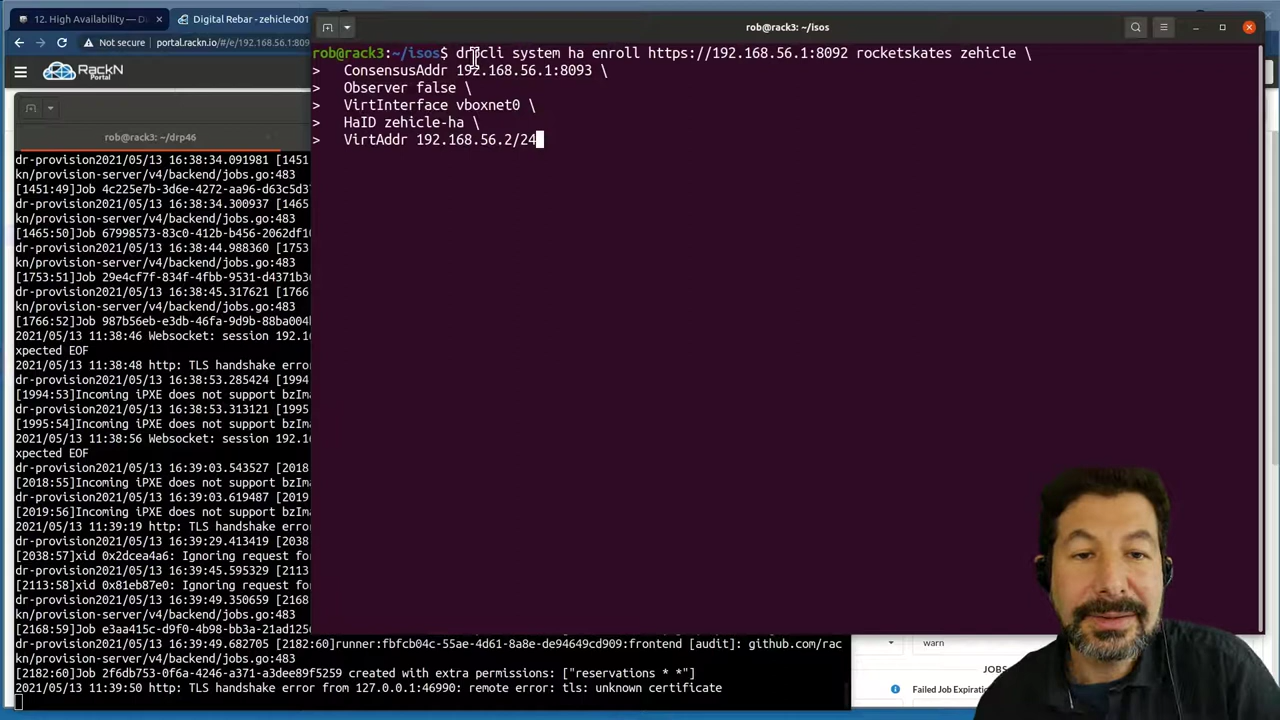 12. High Availability — D
Digital Rebar - zehicle-001
Not secure
portal.rackn.io/#/e/192.168.56.1:809
RackN
Portal
rob@rack3: ~/isos
rob@rack3: ~/drp46
rob@rack3:~/isos$ drpcli system ha enroll https://192.168.56.1:8092 rocketskates zehicle \
>   ConsensusAddr 192.168.56.1:8093 \
>   Observer false \
>   VirtInterface vboxnet0 \
>   HaID zehicle-ha \
>   VirtAddr 192.168.56.2/24
dr-provision2021/05/13 16:38:34.091981 [1451
kn/provision-server/v4/backend/jobs.go:483
[1451:49]Job 4c225e7b-3d6e-4272-aa96-d63c5d37
dr-provision2021/05/13 16:38:34.300937 [1465
kn/provision-server/v4/backend/jobs.go:483
[1465:50]Job 67998573-83c0-412b-b456-2062df10
dr-provision2021/05/13 16:38:44.988360 [1753
kn/provision-server/v4/backend/jobs.go:483
[1753:51]Job 29e4cf7f-834f-4fbb-9531-d4371b3d
dr-provision2021/05/13 16:38:45.317621 [1766
kn/provision-server/v4/backend/jobs.go:483
[1766:52]Job 987b56eb-e3db-46fa-9d9b-88ba004b
2021/05/13 11:38:46 Websocket: session 192.1
xpected EOF
2021/05/13 11:38:48 http: TLS handshake erro
dr-provision2021/05/13 16:38:53.285424 [1994
[1994:53]Incoming iPXE does not support bzIma
dr-provision2021/05/13 16:38:53.313121 [1995
[1995:54]Incoming iPXE does not support bzIma
2021/05/13 11:38:56 Websocket: session 192.1
xpected EOF
dr-provision2021/05/13 16:39:03.543527 [2018
[2018:55]Incoming iPXE does not support bzIma
dr-provision2021/05/13 16:39:03.619487 [2019
[2019:56]Incoming iPXE does not support bzIma
2021/05/13 11:39:19 http: TLS handshake erro
dr-provision2021/05/13 16:39:29.413419 [2038
[2038:57]xid 0x2dcea4a6: Ignoring request for
dr-provision2021/05/13 16:39:45.595329 [2113
[2113:58]xid 0x81eb87e0: Ignoring request for
dr-provision2021/05/13 16:39:49.350659 [2168
kn/provision-server/v4/backend/jobs.go:483
[2168:59]Job e3aa415c-d9f0-4b98-bb3a-21ad1256
dr-provision2021/05/13 16:39:49.682705 [2182:60]runner:fbfcb04c-55ae-4d61-8a8e-de94649cd909:frontend [audit]: github.com/rac
kn/provision-server/v4/backend/jobs.go:483
[2182:60]Job 2f6db753-0f6a-4246-a371-a3dee83f5259 created with extra permissions: ["reservations * *"]
2021/05/13 11:39:50 http: TLS handshake error from 127.0.0.1:46990: remote error: tls: unknown certificate
warn
JOBS
Failed Job Expiratio